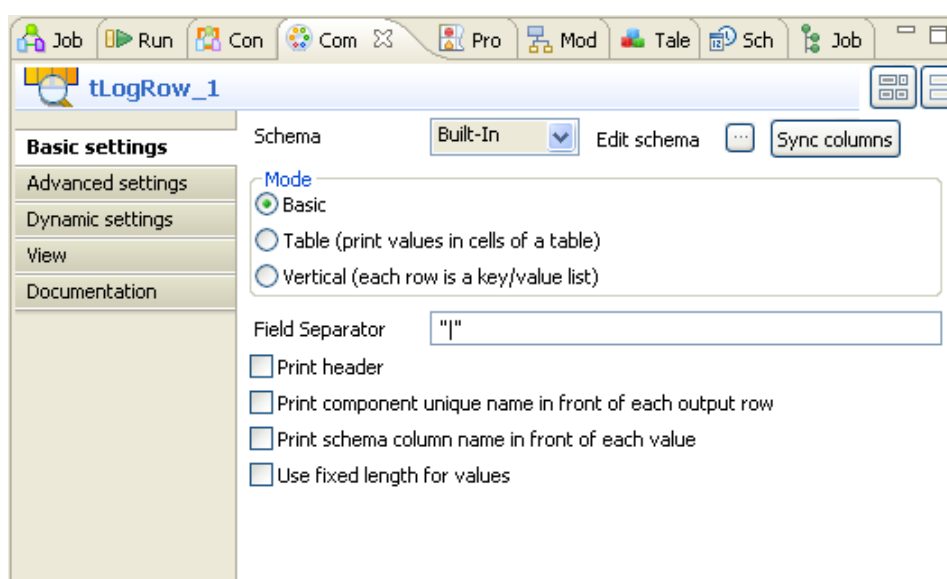 Job Run Con Com Pro Mod Tale Sch Job
tLogRow_1
Basic settings
Advanced settings
Dynamic settings
View
Documentation
Schema Built-In Edit schema ... Sync columns
Mode
Basic
Table (print values in cells of a table)
Vertical (each row is a key/value list)
Field Separator "|"
Print header
Print component unique name in front of each output row
Print schema column name in front of each value
Use fixed length for values